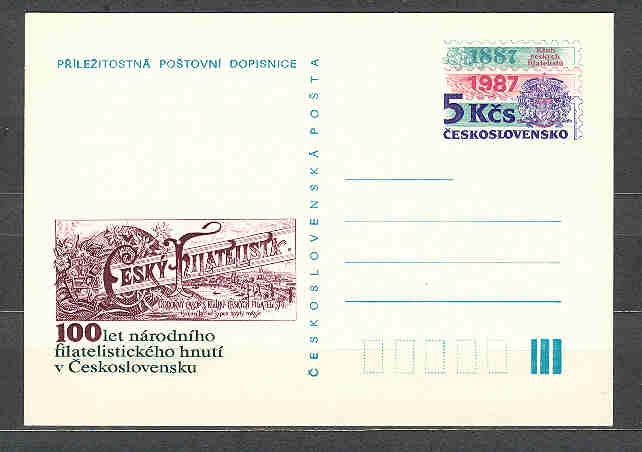 PŘÍLEŽITOSTNÁ POŠTOVNÍ DOPISNICE
1887 Klub
českých
filatelistů
1987
5 Kčs
ČESKOSLOVENSKO
ČESKOSLOVENSKÁ POŠTA
ČESKÝ FILATELISTA
100 let národního
filatelistického hnutí
v Československu